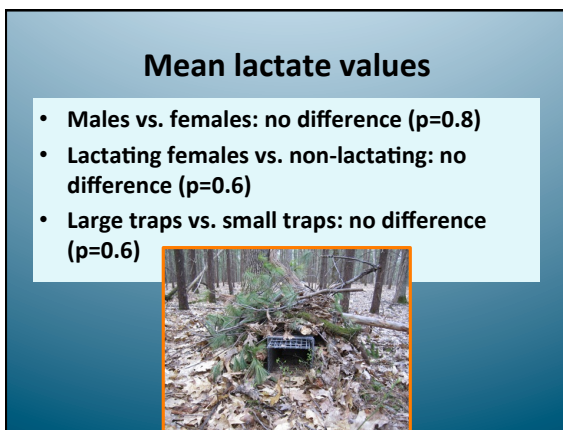 Mean lactate values
• Males vs. females: no difference (p=0.8)
• Lactating females vs. non-lactating: no
difference (p=0.6)
• Large traps vs. small traps: no difference
(p=0.6)